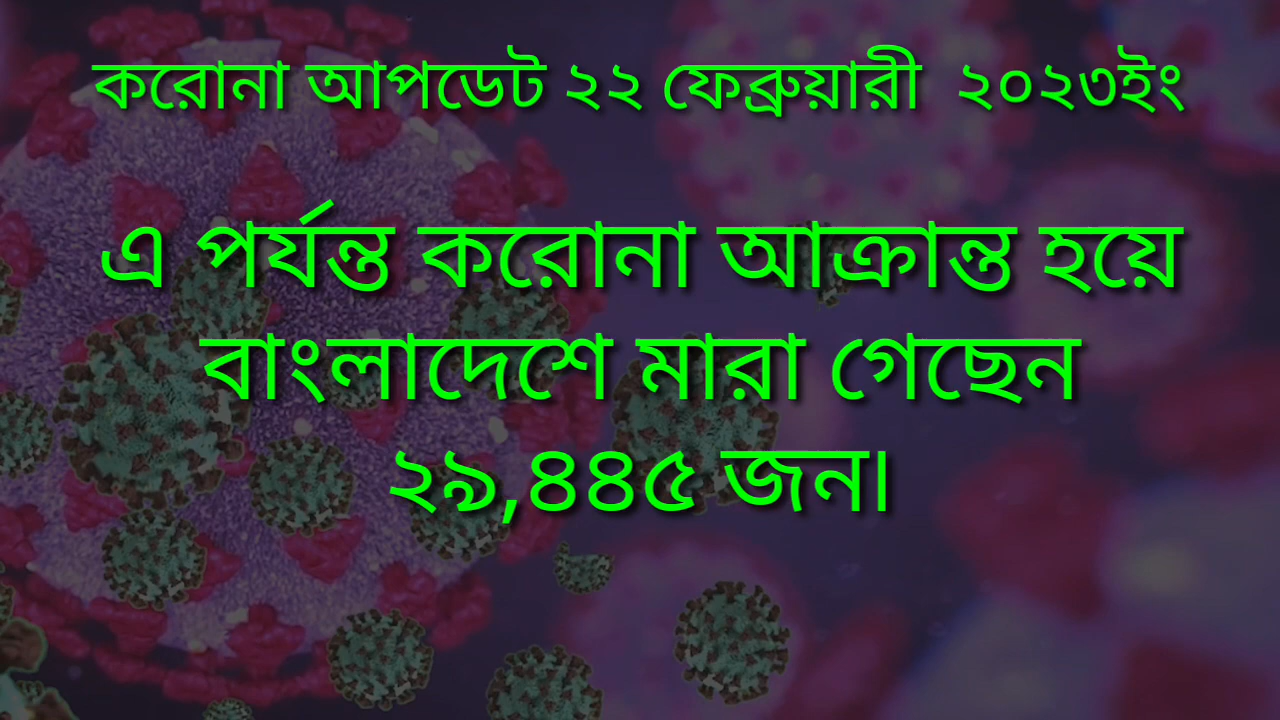 করোনা আপডেট ২২ ফেব্রুয়ারী ২০২৩ইং
এ পর্যন্ত করোনা আক্রান্ত হয়ে
বাংলাদেশে মারা গেছেন
২৯,৪৪৫ জন।